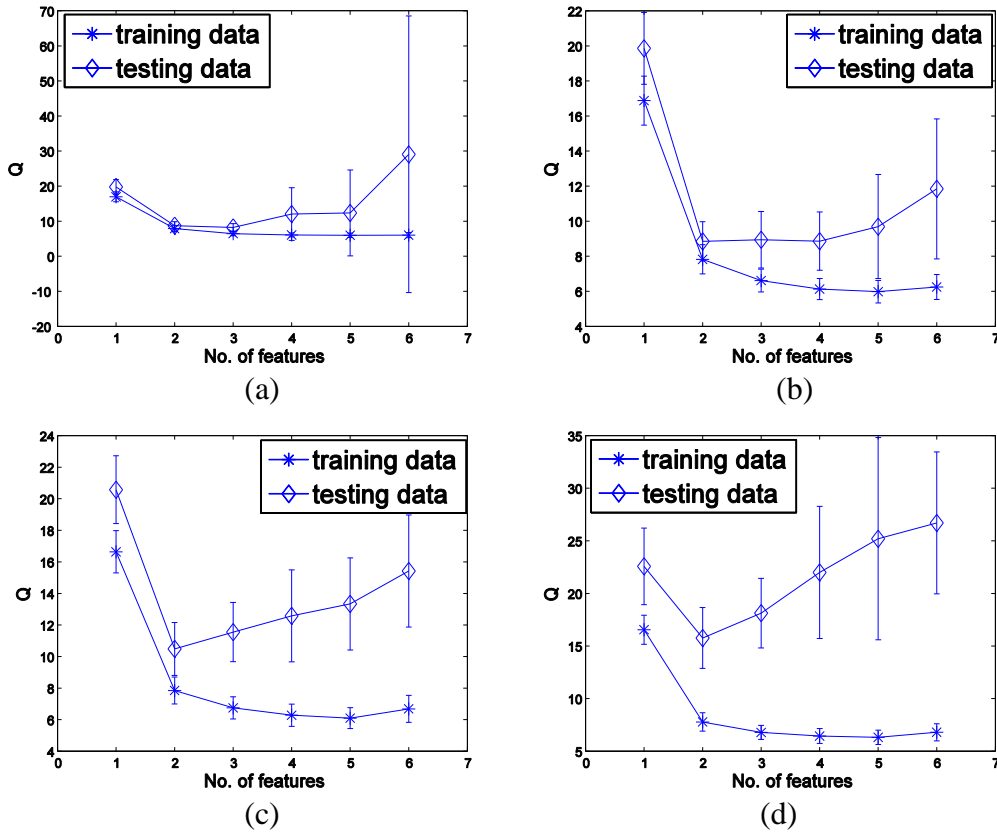 70
60
50
40
30
20
10
0
-10
-20
Q
training data
testing data
0 1 2 3 4 5 6 7
No. of features
(a)
22
20
18
16
14
12
10
8
6
4
Q
training data
testing data
0 1 2 3 4 5 6 7
No. of features
(b)
24
22
20
18
16
14
12
10
8
6
4
Q
training data
testing data
0 1 2 3 4 5 6 7
No. of features
(c)
35
30
25
20
15
10
5
Q
training data
testing data
0 1 2 3 4 5 6 7
No. of features
(d)